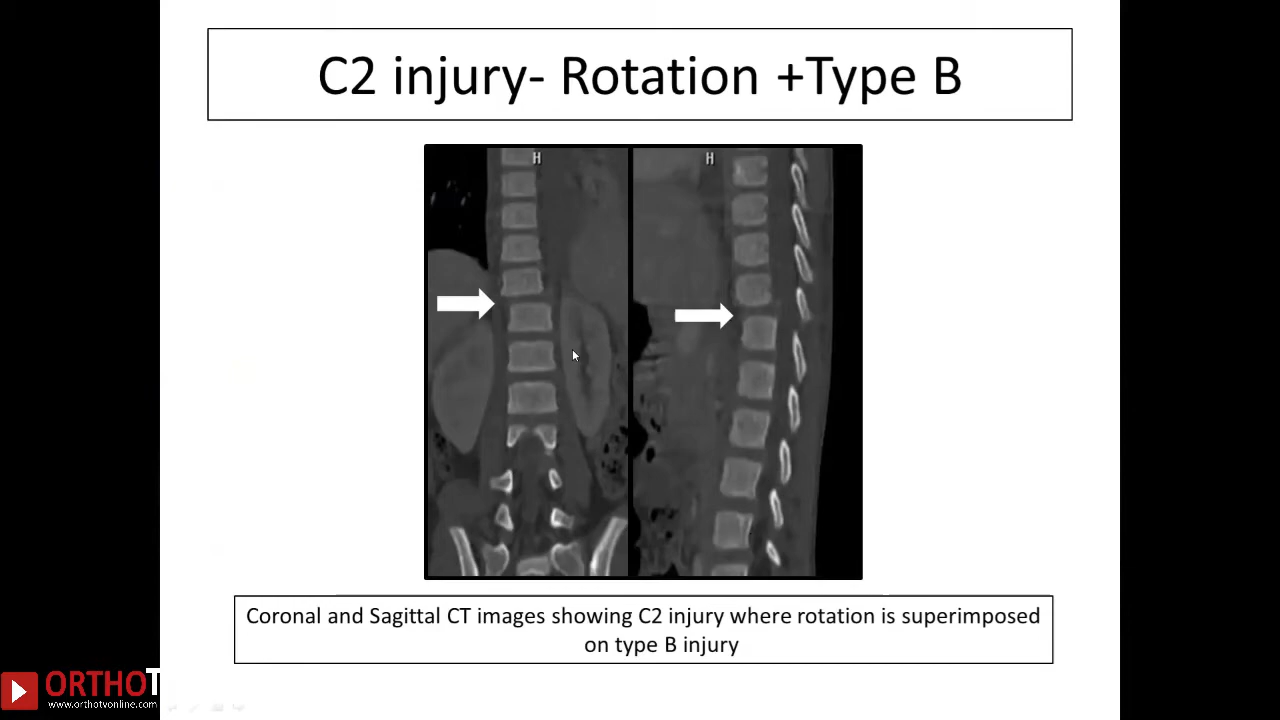 C2 injury- Rotation +Type B
H
H
Coronal and Sagittal CT images showing C2 injury where rotation is superimposed
on type B injury
ORTHOT
www.orthotvonline.com